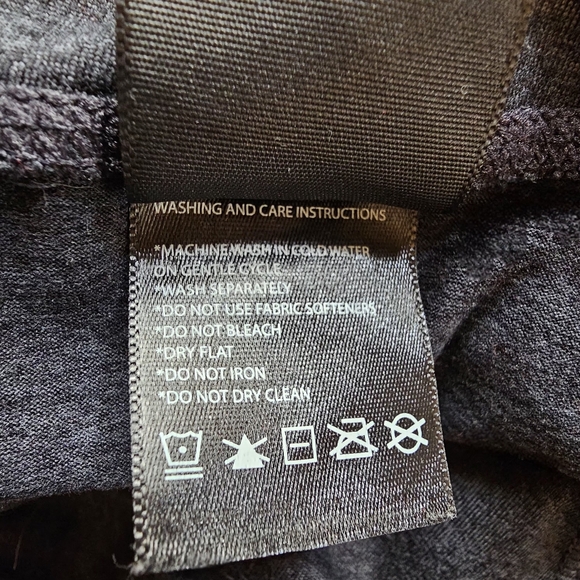 WASHING AND CARE INSTRUCTIONS
*MACHINE WASH IN COLD WATER
ON GENTLE CYCLE
*WASH SEPARATELY
*DO NOT USE FABRIC SOFTENERS
*DO NOT BLEACH
*DRY FLAT
*DO NOT IRON
*DO NOT DRY CLEAN